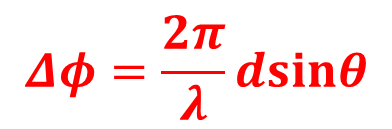 Δϕ = 2π/λ dsinθ